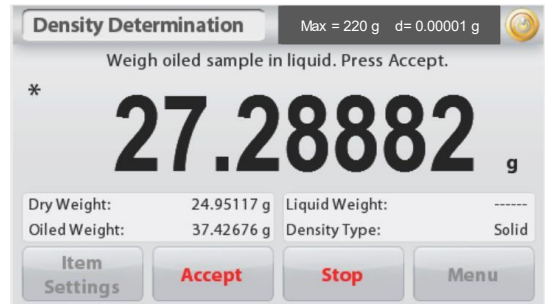 Density Determination Max = 220 g d= 0.00001 g
Weigh oiled sample in liquid. Press Accept.
* 27.28882 g
Dry Weight: 24.95117 g Liquid Weight: ------
Oiled Weight: 37.42676 g Density Type: Solid
Item Settings Accept Stop Menu